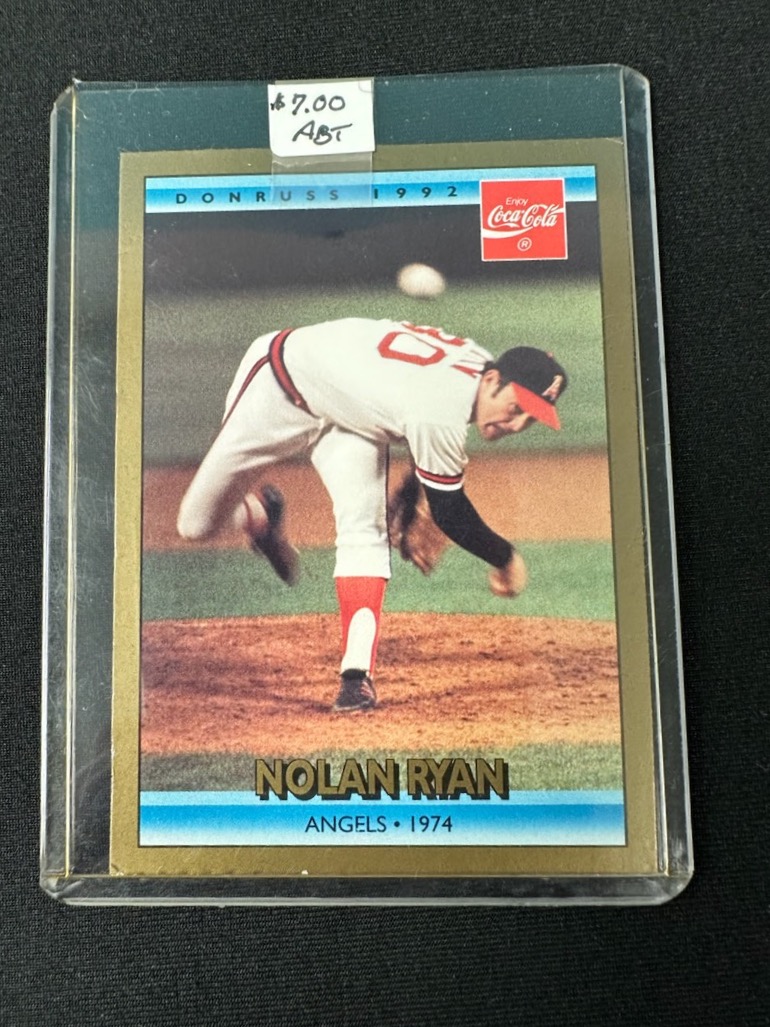 $7.00
ABT
DONRUSS 1992
Enjoy
Coca-Cola
®
NOLAN RYAN
ANGELS • 1974